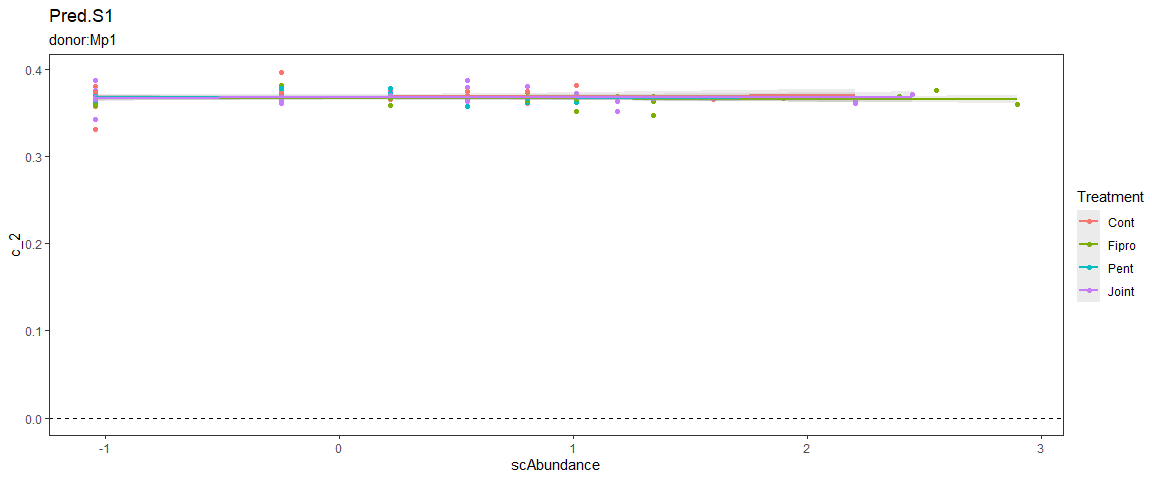 Pred.S1
donor:Mp1
0.4
0.3
0.2
0.1
0.0
c_2
-1
0
1
2
3
scAbundance
Treatment
Cont
Fipro
Pent
Joint